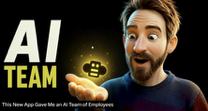 AI
TEAM
This New App Gave Me an AI Team of Employees